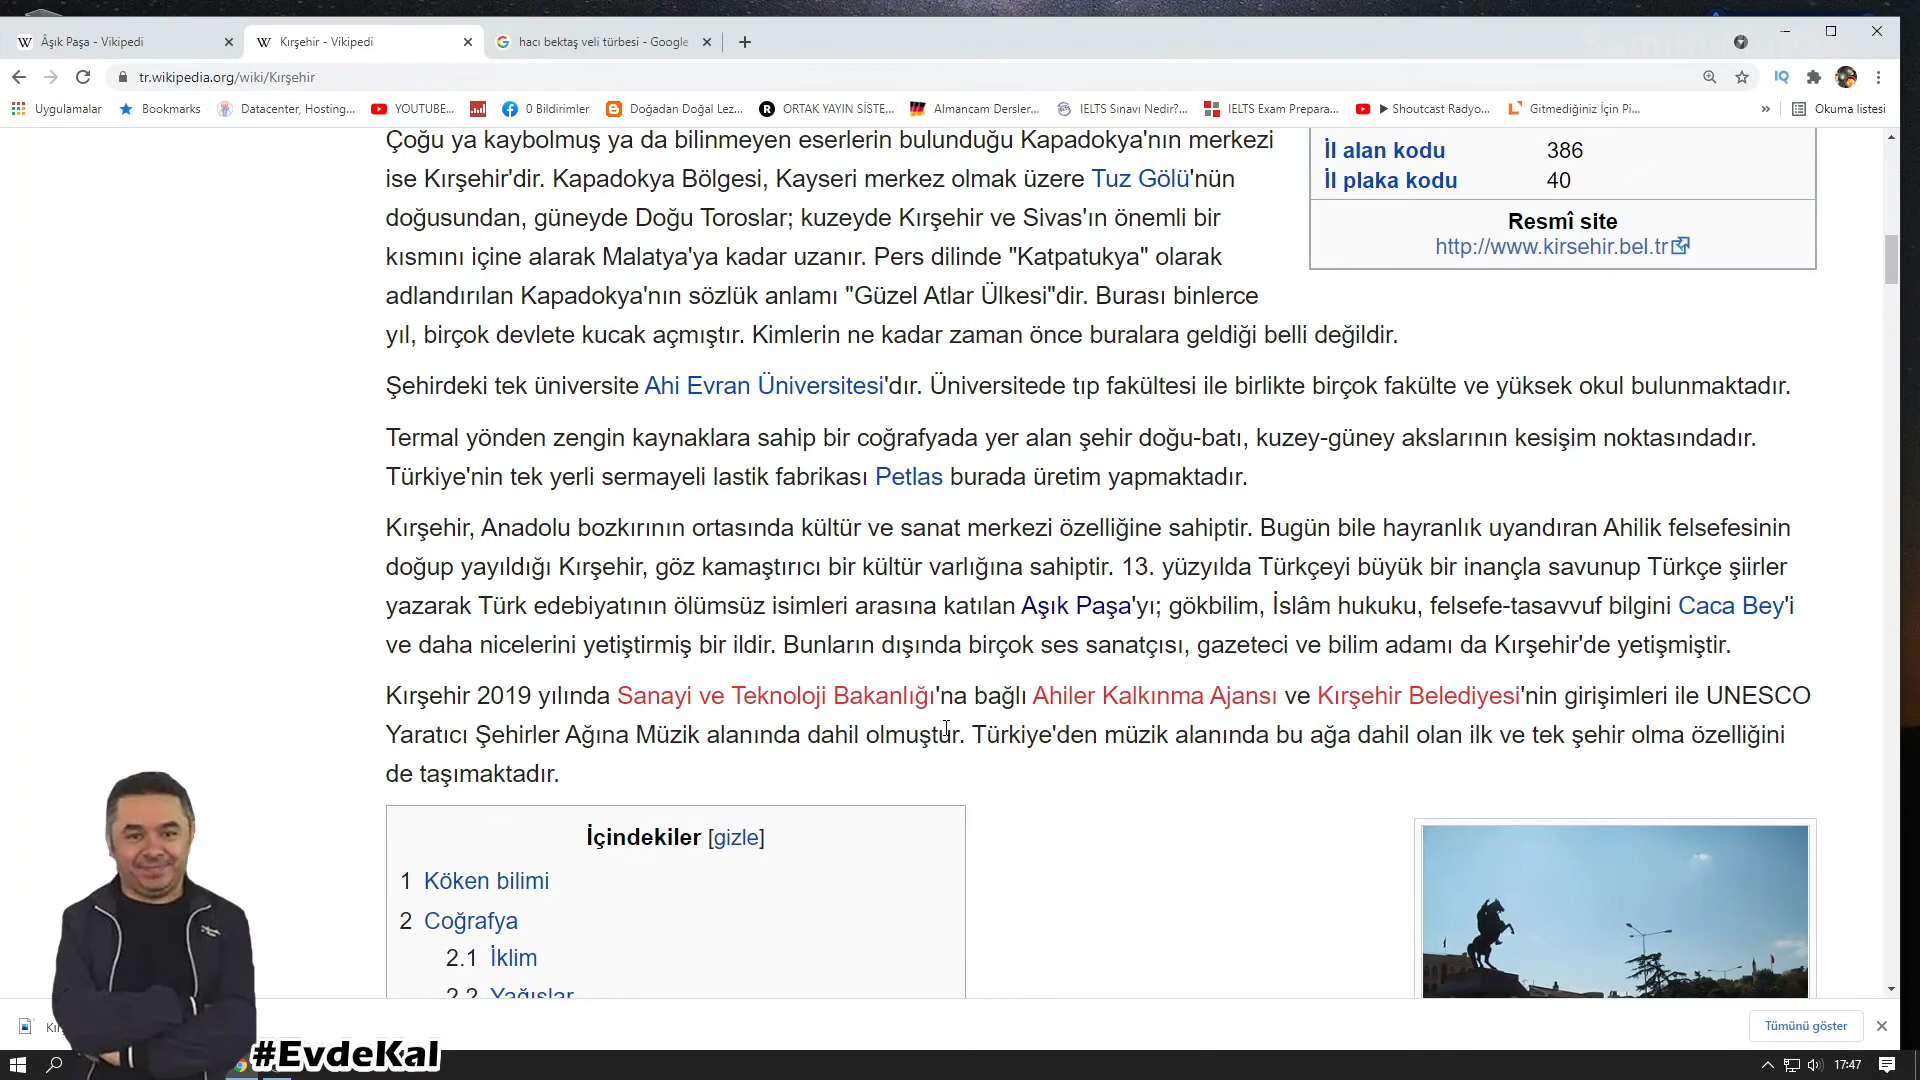 Âşık Paşa - Vikipedi
Kırşehir - Vikipedi
hacı bektaş veli türbesi - Google
tr.wikipedia.org/wiki/Kırşehir
IQ
Uygulamalar
Bookmarks
Datacenter, Hosting...
YOUTUBE...
0 Bildirimler
Doğadan Doğal Lez...
ORTAK YAYIN SİSTE...
Almancam Dersler...
IELTS Sınavı Nedir?...
IELTS Exam Prepara...
Shoutcast Radyo...
Gitmediğiniz İçin Pi...
Okuma listesi
Çoğu ya kaybolmuş ya da bilinmeyen eserlerin bulunduğu Kapadokya'nın merkezi
ise Kırşehir'dir. Kapadokya Bölgesi, Kayseri merkez olmak üzere Tuz Gölü'nün
doğusundan, güneyde Doğu Toroslar; kuzeyde Kırşehir ve Sivas'ın önemli bir
kısmını içine alarak Malatya'ya kadar uzanır. Pers dilinde "Katpatukya" olarak
adlandırılan Kapadokya'nın sözlük anlamı "Güzel Atlar Ülkesi"dir. Burası binlerce
yıl, birçok devlete kucak açmıştır. Kimlerin ne kadar zaman önce buralara geldiği belli değildir.
İl alan kodu 386
İl plaka kodu 40
Resmî site
http://www.kirsehir.bel.tr
Şehirdeki tek üniversite Ahi Evran Üniversitesi'dır. Üniversitede tıp fakültesi ile birlikte birçok fakülte ve yüksek okul bulunmaktadır.
Termal yönden zengin kaynaklara sahip bir coğrafyada yer alan şehir doğu-batı, kuzey-güney akslarının kesişim noktasındadır.
Türkiye'nin tek yerli sermayeli lastik fabrikası Petlas burada üretim yapmaktadır.
Kırşehir, Anadolu bozkırının ortasında kültür ve sanat merkezi özelliğine sahiptir. Bugün bile hayranlık uyandıran Ahilik felsefesinin
doğup yayıldığı Kırşehir, göz kamaştırıcı bir kültür varlığına sahiptir. 13. yüzyılda Türkçeyi büyük bir inançla savunup Türkçe şiirler
yazarak Türk edebiyatının ölümsüz isimleri arasına katılan Aşık Paşa'yı; gökbilim, İslâm hukuku, felsefe-tasavvuf bilgini Caca Bey'i
ve daha nicelerini yetiştirmiş bir ildir. Bunların dışında birçok ses sanatçısı, gazeteci ve bilim adamı da Kırşehir'de yetişmiştir.
Kırşehir 2019 yılında Sanayi ve Teknoloji Bakanlığı'na bağlı Ahiler Kalkınma Ajansı ve Kırşehir Belediyesi'nin girişimleri ile UNESCO
Yaratıcı Şehirler Ağına Müzik alanında dahil olmuştur. Türkiye'den müzik alanında bu ağa dahil olan ilk ve tek şehir olma özelliğini
de taşımaktadır.
İçindekiler [gizle]
1 Köken bilimi
2 Coğrafya
2.1 İklim
2.2 Yağışlar
Tümünü göster
#EvdeKal
17:47